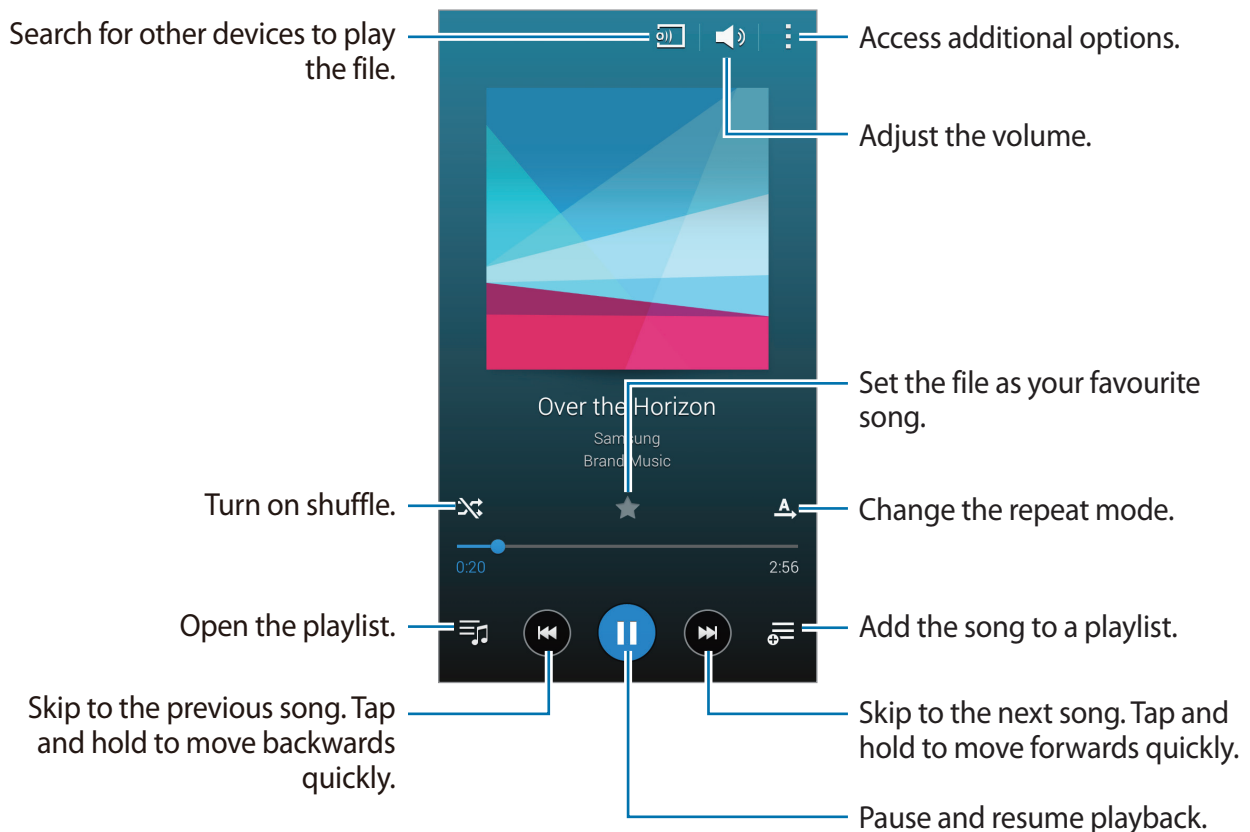 Search for other devices to play
the file.
Access additional options.
Adjust the volume.
Set the file as your favourite
song.
Over the Horizon
Samsung
Brand Music
Turn on shuffle.
A
Change the repeat mode.
0:20
2:56
Open the playlist.
Add the song to a playlist.
Skip to the previous song. Tap
and hold to move backwards
quickly.
Skip to the next song. Tap and
hold to move forwards quickly.
Pause and resume playback.